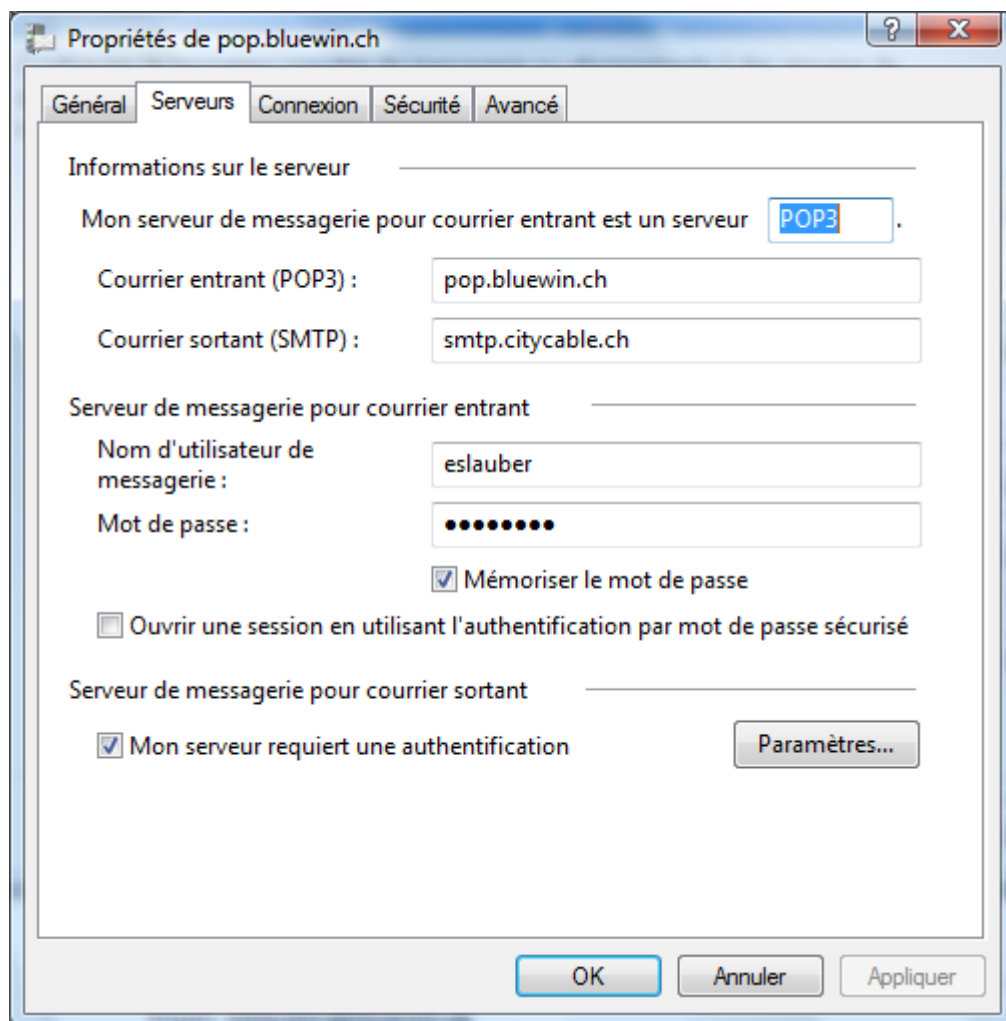 Propriétés de pop.bluewin.ch
?
X
Général
Serveurs
Connexion
Sécurité
Avancé
Informations sur le serveur
Mon serveur de messagerie pour courrier entrant est un serveur POP3 .
Courrier entrant (POP3) : pop.bluewin.ch
Courrier sortant (SMTP) : smtp.citycable.ch
Serveur de messagerie pour courrier entrant
Nom d'utilisateur de
messagerie : eslauber
Mot de passe : ●●●●●●●●
Mémoriser le mot de passe
Ouvrir une session en utilisant l'authentification par mot de passe sécurisé
Serveur de messagerie pour courrier sortant
Mon serveur requiert une authentification
Paramètres...
OK
Annuler
Appliquer